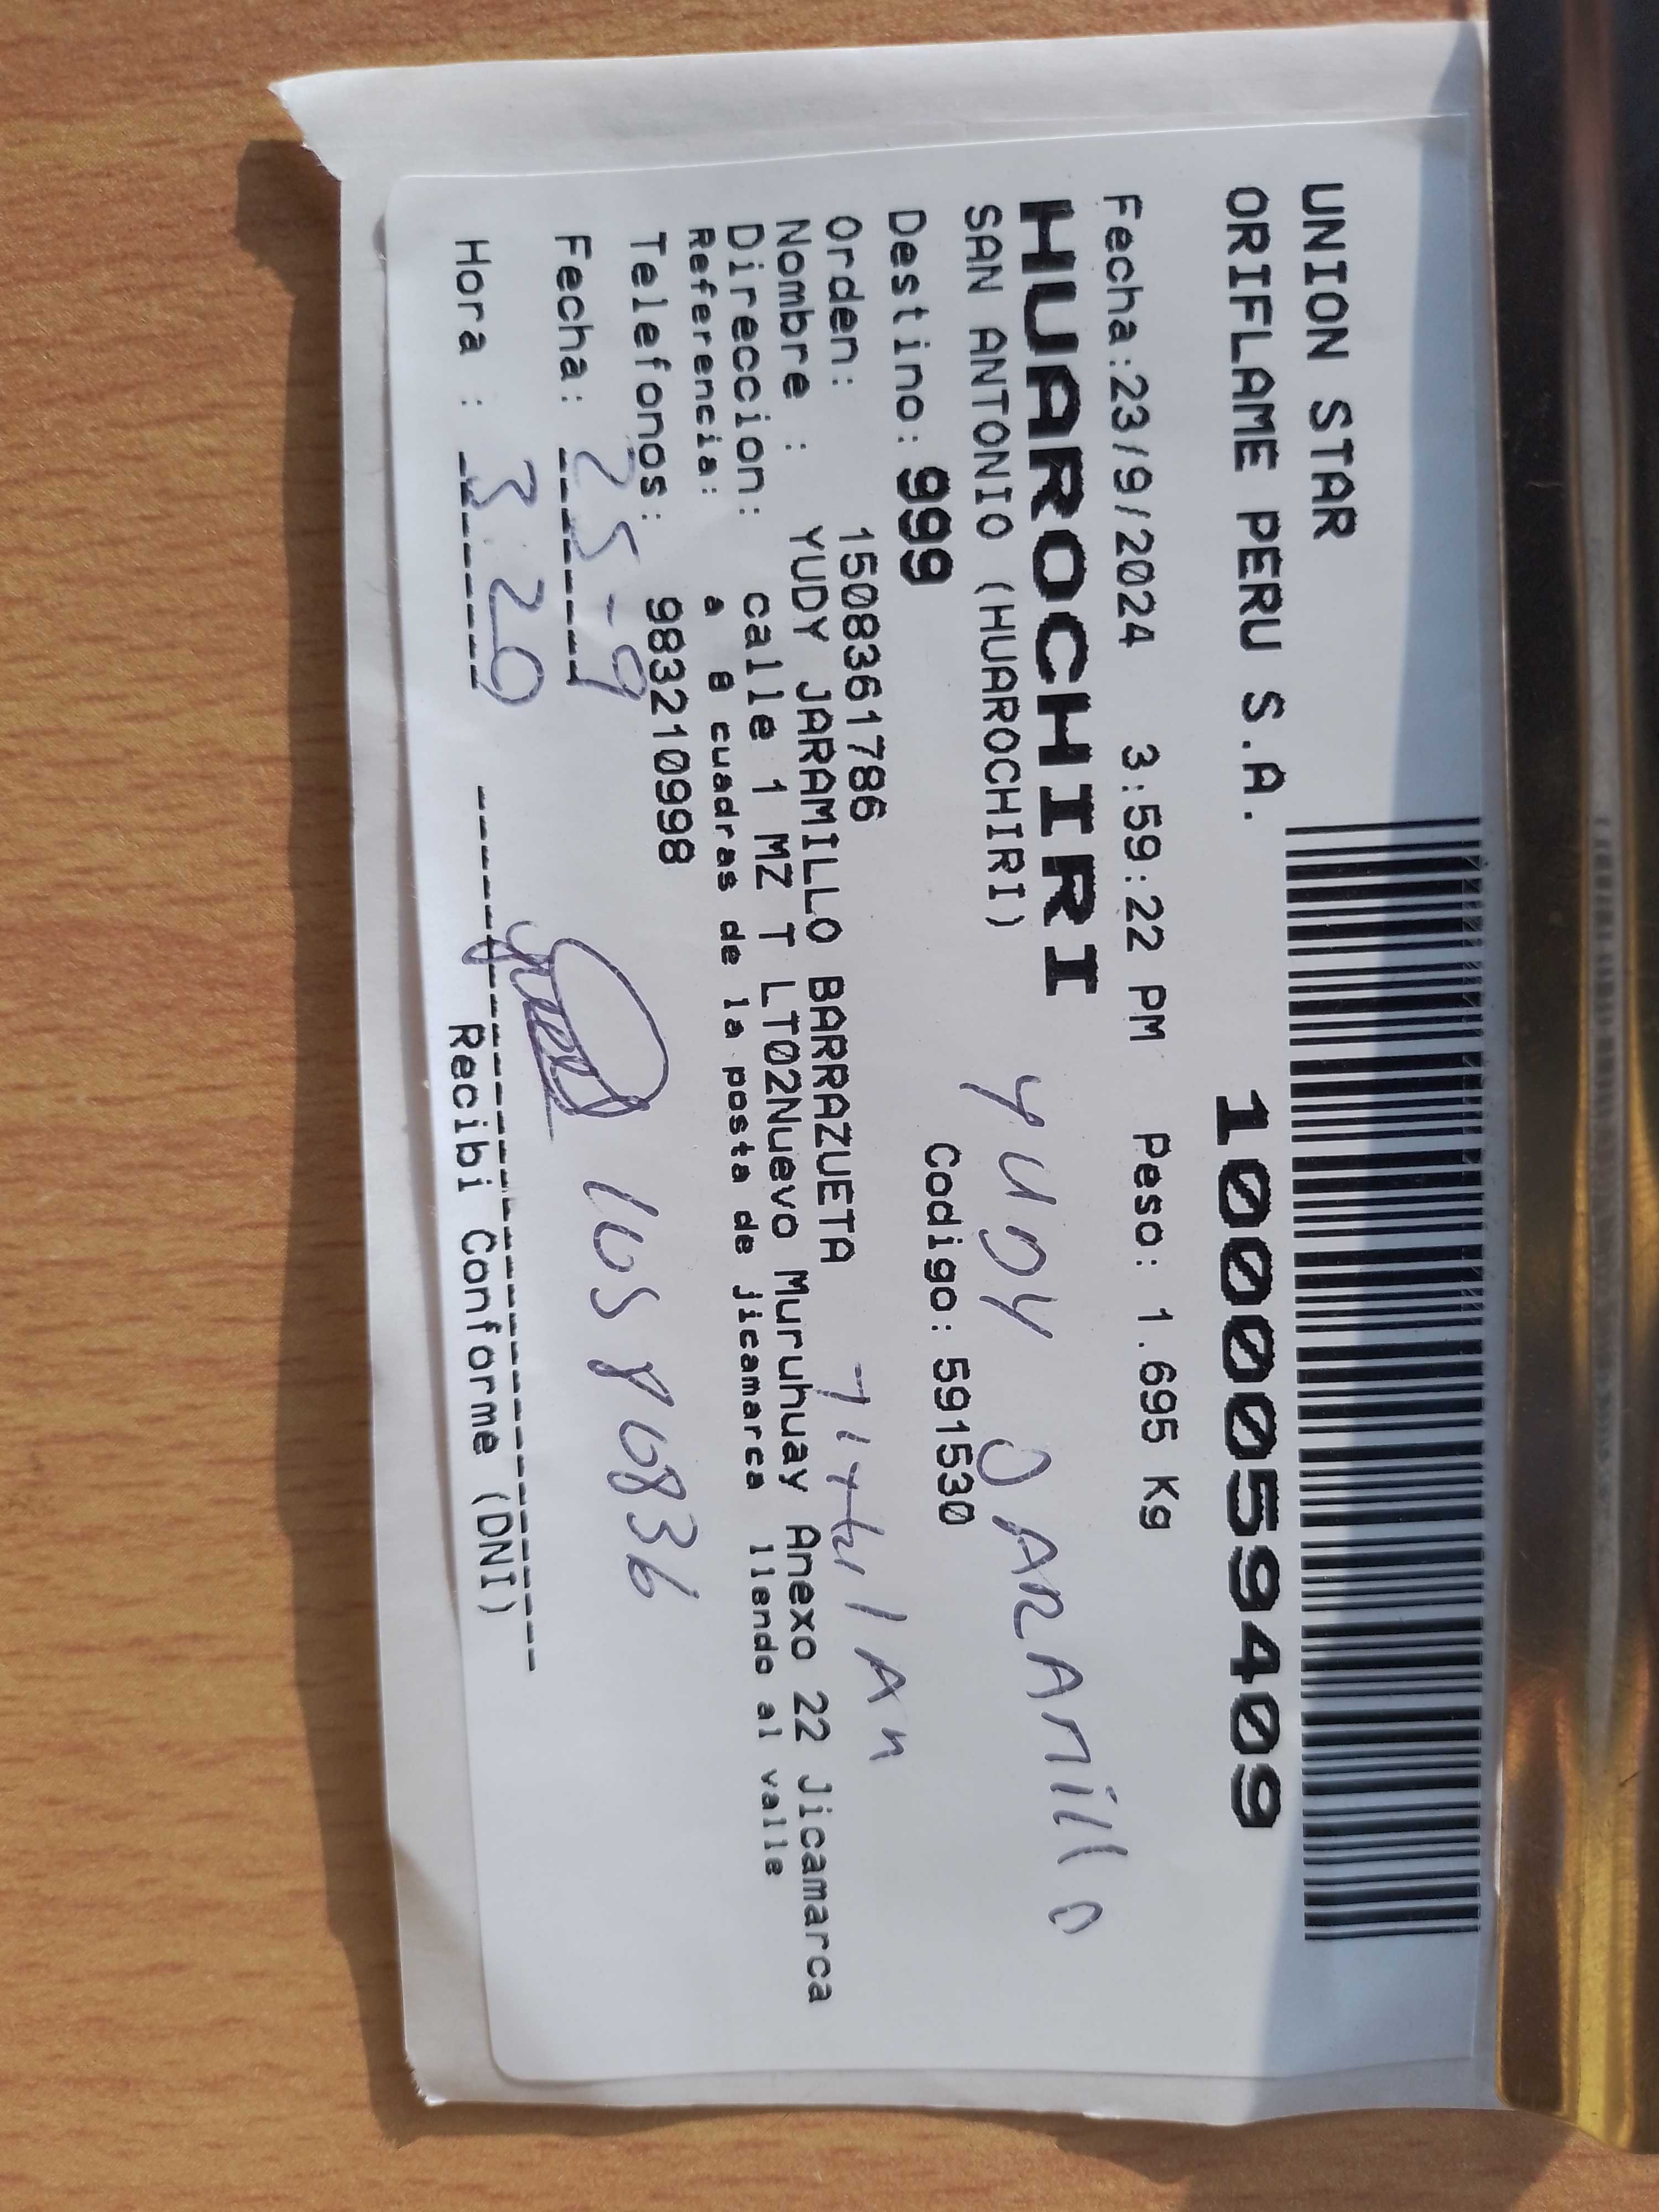 UNION STAR
ORIFLAME PERU S.A. 1000059409
Fecha:23/9/2024 3:59:22 PM Peso: 1.695 Kg
HUAROCHIRI
YUDY JARAMILLO
SAN ANTONIO (HUAROCHIRI)
Destino: 999 Codigo: 591530
Orden: 1508361786
Nombre : YUDY JARAMILLO BARRAZUETA
Direccion: calle 1 MZ T LT02Nuevo Muruhuay Anexo 22 Jicamarca
Referencia: a 8 cuadras de la posta de jicamarca llendo al valle
Telefonos: 983210998
Fecha: 25-9
Hora : 3 20
Recibi Conforme (DNI)